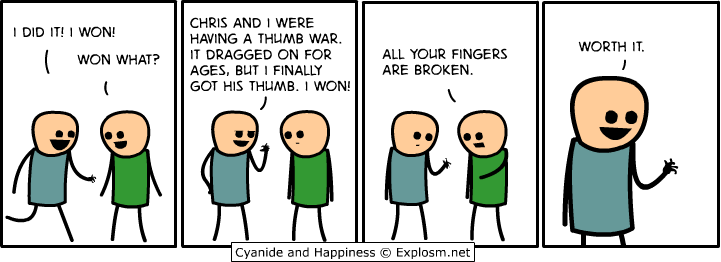 I DID IT! I WON!
WON WHAT?
CHRIS AND I WERE
HAVING A THUMB WAR.
IT DRAGGED ON FOR
AGES, BUT I FINALLY
GOT HIS THUMB. I WON!
ALL YOUR FINGERS
ARE BROKEN.
WORTH IT.
Cyanide and Happiness © Explosm.net